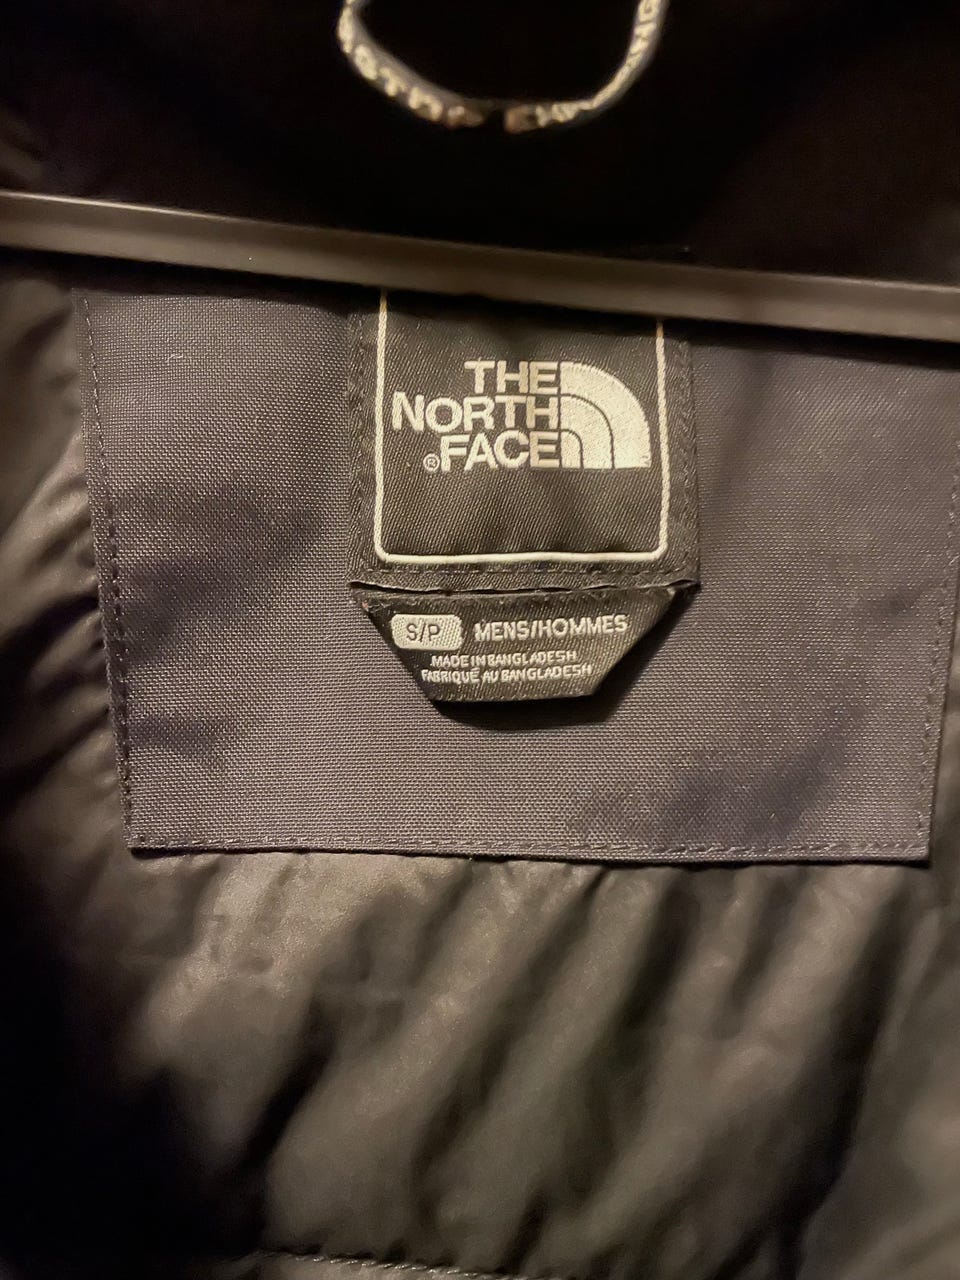 THE
NORTH
®FACE
S/P MENS/HOMMES
MADE IN BANGLADESH
FABRIQUÉ AU BANGLADESH